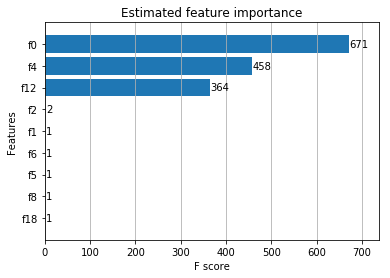 Estimated feature importance
Features
f0 671
f4 458
f12 364
f2 2
f1 1
f6 1
f5 1
f8 1
f18 1
0 100 200 300 400 500 600 700
F score